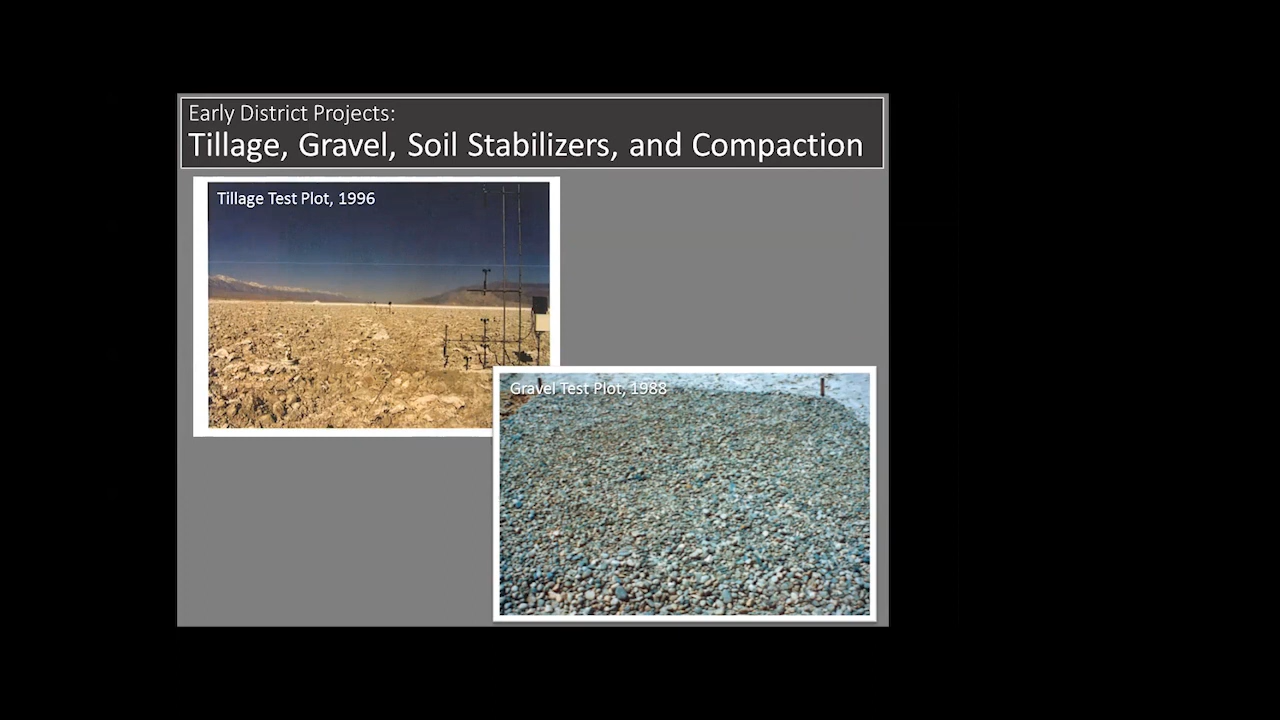 Early District Projects:
Tillage, Gravel, Soil Stabilizers, and Compaction
Tillage Test Plot, 1996
Gravel Test Plot, 1988